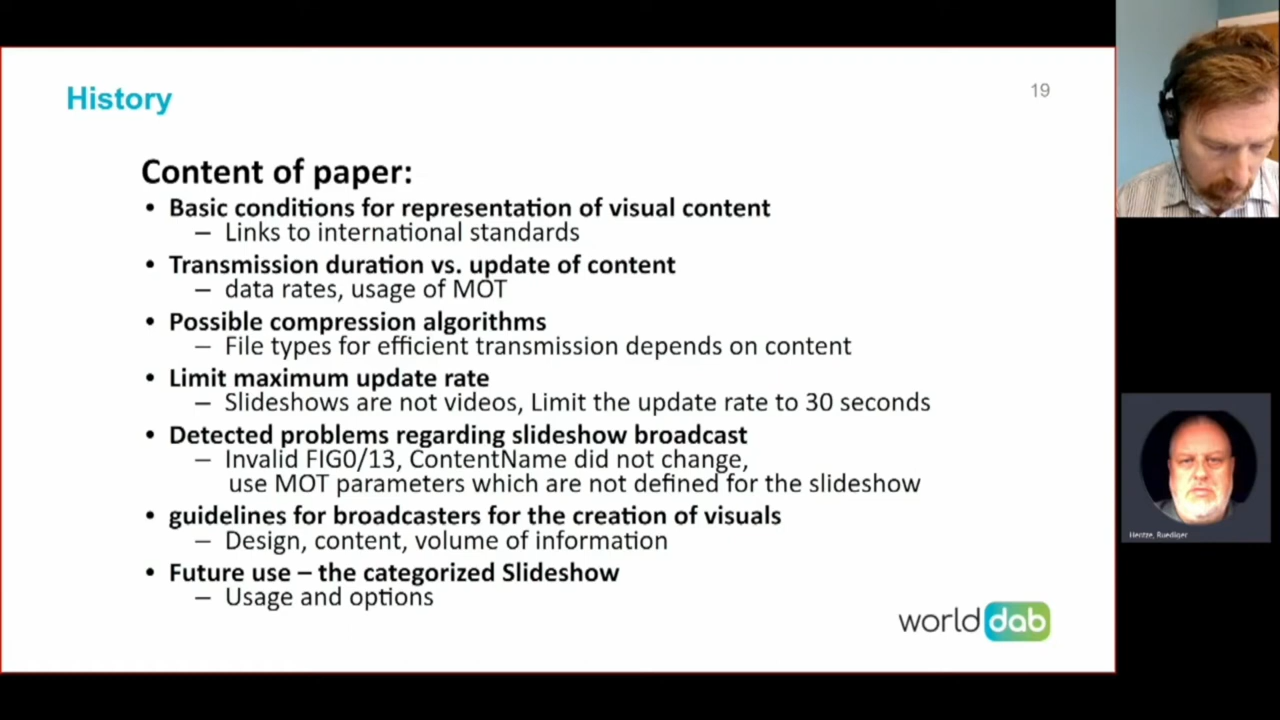 History
19
Content of paper:
• Basic conditions for representation of visual content
– Links to international standards
• Transmission duration vs. update of content
– data rates, usage of MOT
• Possible compression algorithms
– File types for efficient transmission depends on content
• Limit maximum update rate
– Slideshows are not videos, Limit the update rate to 30 seconds
• Detected problems regarding slideshow broadcast
– Invalid FIG0/13, ContentName did not change,
use MOT parameters which are not defined for the slideshow
• guidelines for broadcasters for the creation of visuals
– Design, content, volume of information
• Future use – the categorized Slideshow
– Usage and options
world dab
Ruediger